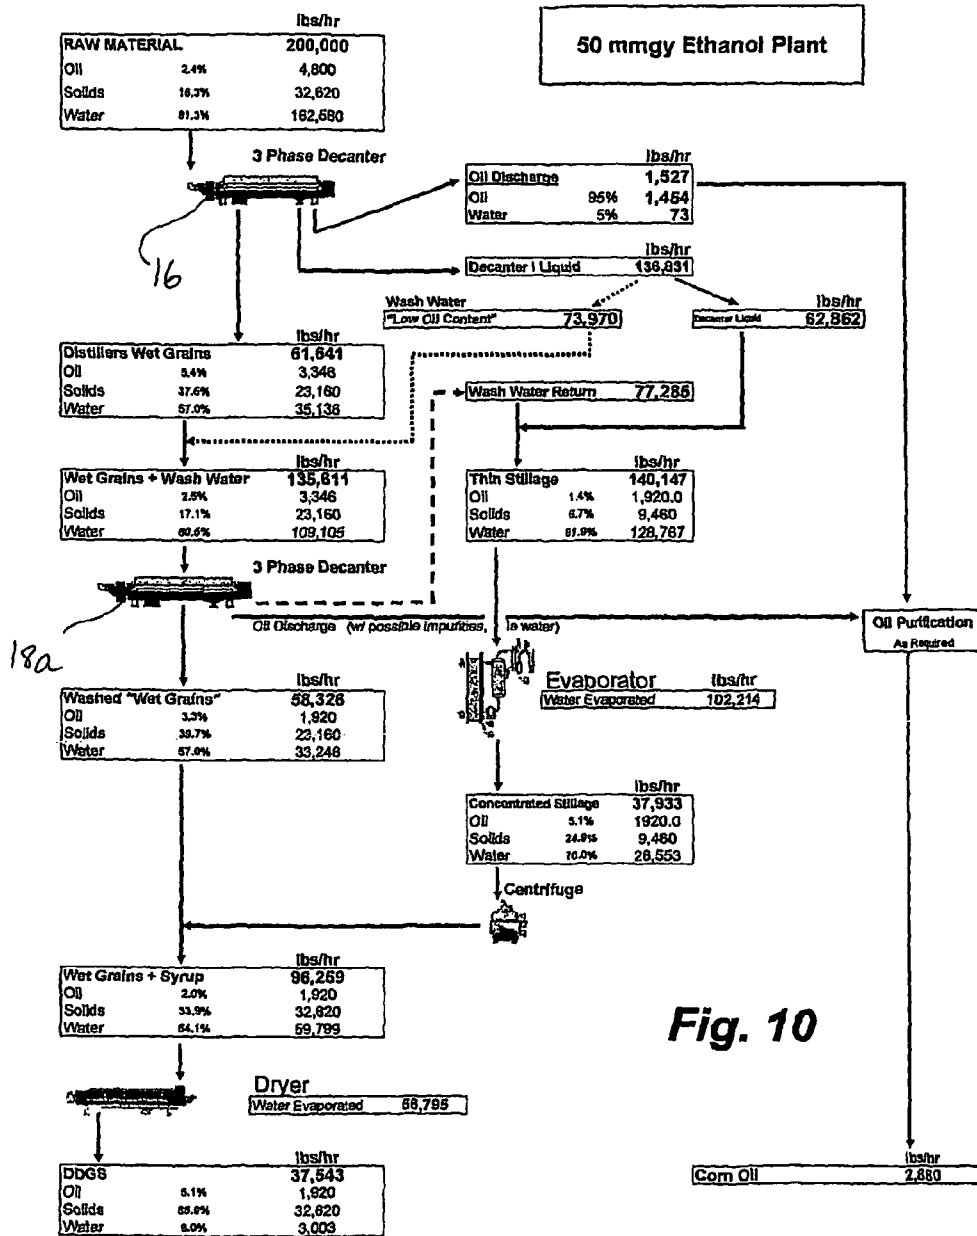 50 mmgy Ethanol Plant
lbs/hr
RAW MATERIAL 200,000
Oil 2.4% 4,800
Solids 16.3% 32,620
Water 81.3% 162,580
3 Phase Decanter
16
lbs/hr
Oil Discharge 1,527
Oil 95% 1,454
Water 5% 73
lbs/hr
Decanter I Liquid 136,831
Wash Water
"Low Oil Content" 73,970
lbs/hr
Decanter Liquid 62,862
lbs/hr
Distillers Wet Grains 61,641
Oil 5.4% 3,346
Solids 37.6% 23,160
Water 57.0% 35,136
Wash Water Return 77,285
lbs/hr
Wet Grains + Wash Water 135,611
Oil 2.5% 3,346
Solids 17.1% 23,160
Water 80.5% 109,105
lbs/hr
Thin Stillage 140,147
Oil 1.4% 1,920.0
Solids 6.7% 9,460
Water 91.9% 128,767
3 Phase Decanter
18a
Oil Discharge (w/ possible impurities, ie water)
Oil Purification
As Required
lbs/hr
Washed "Wet Grains" 58,326
Oil 3.3% 1,920
Solids 39.7% 23,160
Water 57.0% 33,246
Evaporator lbs/hr
Water Evaporated 102,214
lbs/hr
Concentrated Stillage 37,933
Oil 5.1% 1920.0
Solids 24.9% 9,460
Water 70.0% 26,553
Centrifuge
lbs/hr
Wet Grains + Syrup 96,259
Oil 2.0% 1,920
Solids 33.9% 32,620
Water 64.1% 59,799
Fig. 10
Dryer
Water Evaporated 56,795
lbs/hr
DDGS 37,543
Oil 5.1% 1,920
Solids 32,620
Water 8.0% 3,003
lbs/hr
Corn Oil 2,880